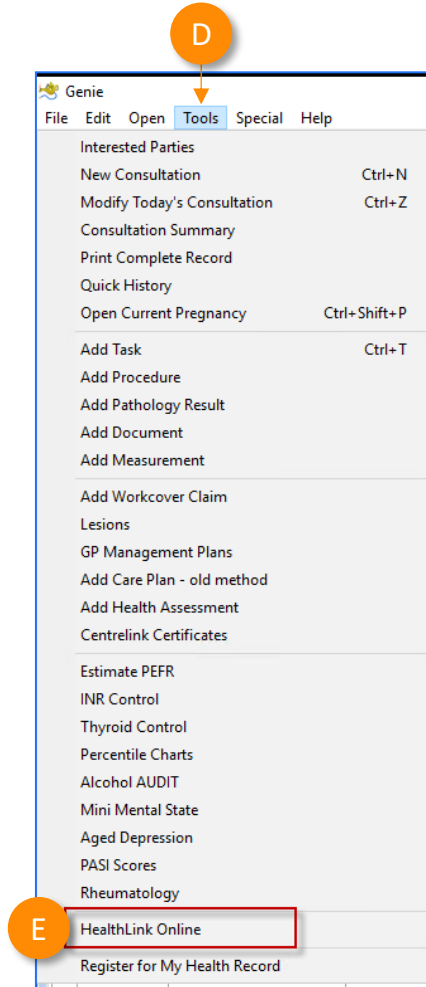 D
Genie
File Edit Open Tools Special Help
Interested Parties
New Consultation Ctrl+N
Modify Today's Consultation Ctrl+Z
Consultation Summary
Print Complete Record
Quick History
Open Current Pregnancy Ctrl+Shift+P
Add Task Ctrl+T
Add Procedure
Add Pathology Result
Add Document
Add Measurement
Add Workcover Claim
Lesions
GP Management Plans
Add Care Plan - old method
Add Health Assessment
Centrelink Certificates
Estimate PEFR
INR Control
Thyroid Control
Percentile Charts
Alcohol AUDIT
Mini Mental State
Aged Depression
PASI Scores
Rheumatology
E HealthLink Online
Register for My Health Record